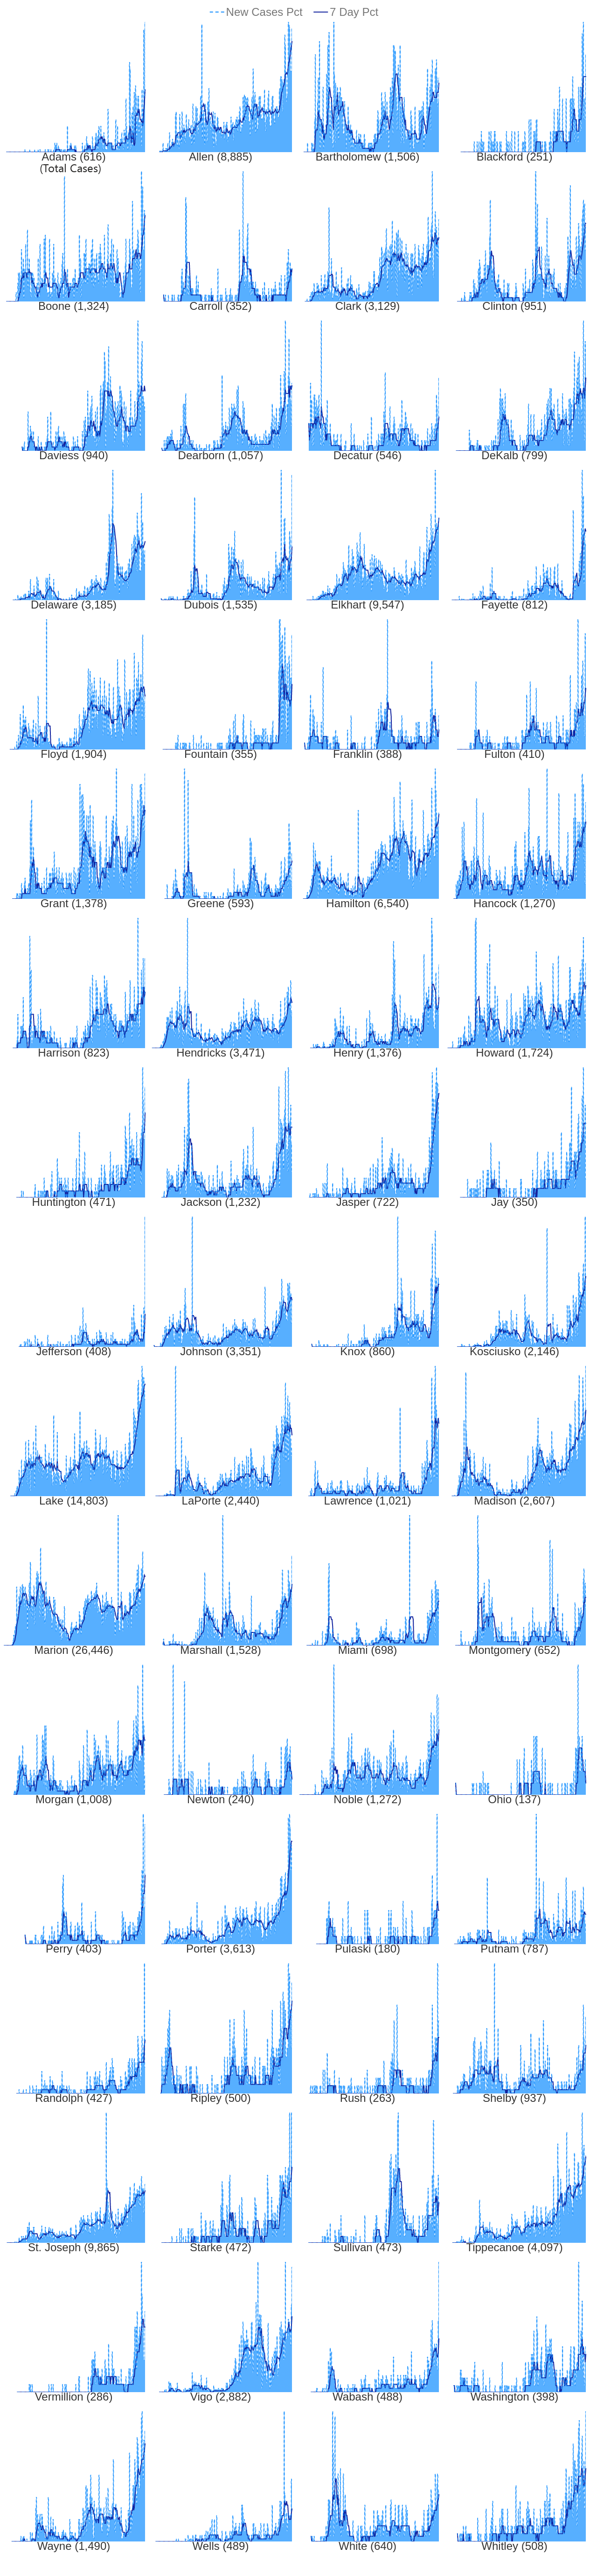 New Cases Pct 7 Day Pct
Adams (616) Allen (8,885) Bartholomew (1,506) Blackford (251)
(Total Cases)
Boone (1,324) Carroll (352) Clark (3,129) Clinton (951)
Daviess (940) Dearborn (1,057) Decatur (546) DeKalb (799)
Delaware (3,185) Dubois (1,535) Elkhart (9,547) Fayette (812)
Floyd (1,904) Fountain (355) Franklin (388) Fulton (410)
Grant (1,378) Greene (593) Hamilton (6,540) Hancock (1,270)
Harrison (823) Hendricks (3,471) Henry (1,376) Howard (1,724)
Huntington (471) Jackson (1,232) Jasper (722) Jay (350)
Jefferson (408) Johnson (3,351) Knox (860) Kosciusko (2,146)
Lake (14,803) LaPorte (2,440) Lawrence (1,021) Madison (2,607)
Marion (26,446) Marshall (1,528) Miami (698) Montgomery (652)
Morgan (1,008) Newton (240) Noble (1,272) Ohio (137)
Perry (403) Porter (3,613) Pulaski (180) Putnam (787)
Randolph (427) Ripley (500) Rush (263) Shelby (937)
St. Joseph (9,865) Starke (472) Sullivan (473) Tippecanoe (4,097)
Vermillion (286) Vigo (2,882) Wabash (488) Washington (398)
Wayne (1,490) Wells (489) White (640) Whitley (508)